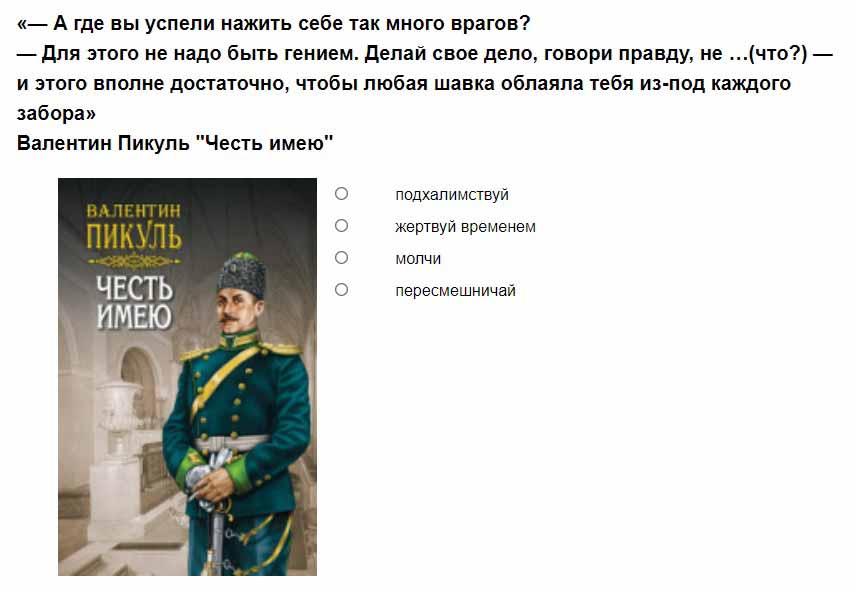 «— А где вы успели нажить себе так много врагов?
— Для этого не надо быть гением. Делай свое дело, говори правду, не …(что?) —
и этого вполне достаточно, чтобы любая шавка облаяла тебя из-под каждого
забора»
Валентин Пикуль "Честь имею"
ВАЛЕНТИН
ПИКУЛЬ
ЧЕСТЬ
ИМЕЮ
подхалимствуй
жертвуй временем
молчи
пересмешничай